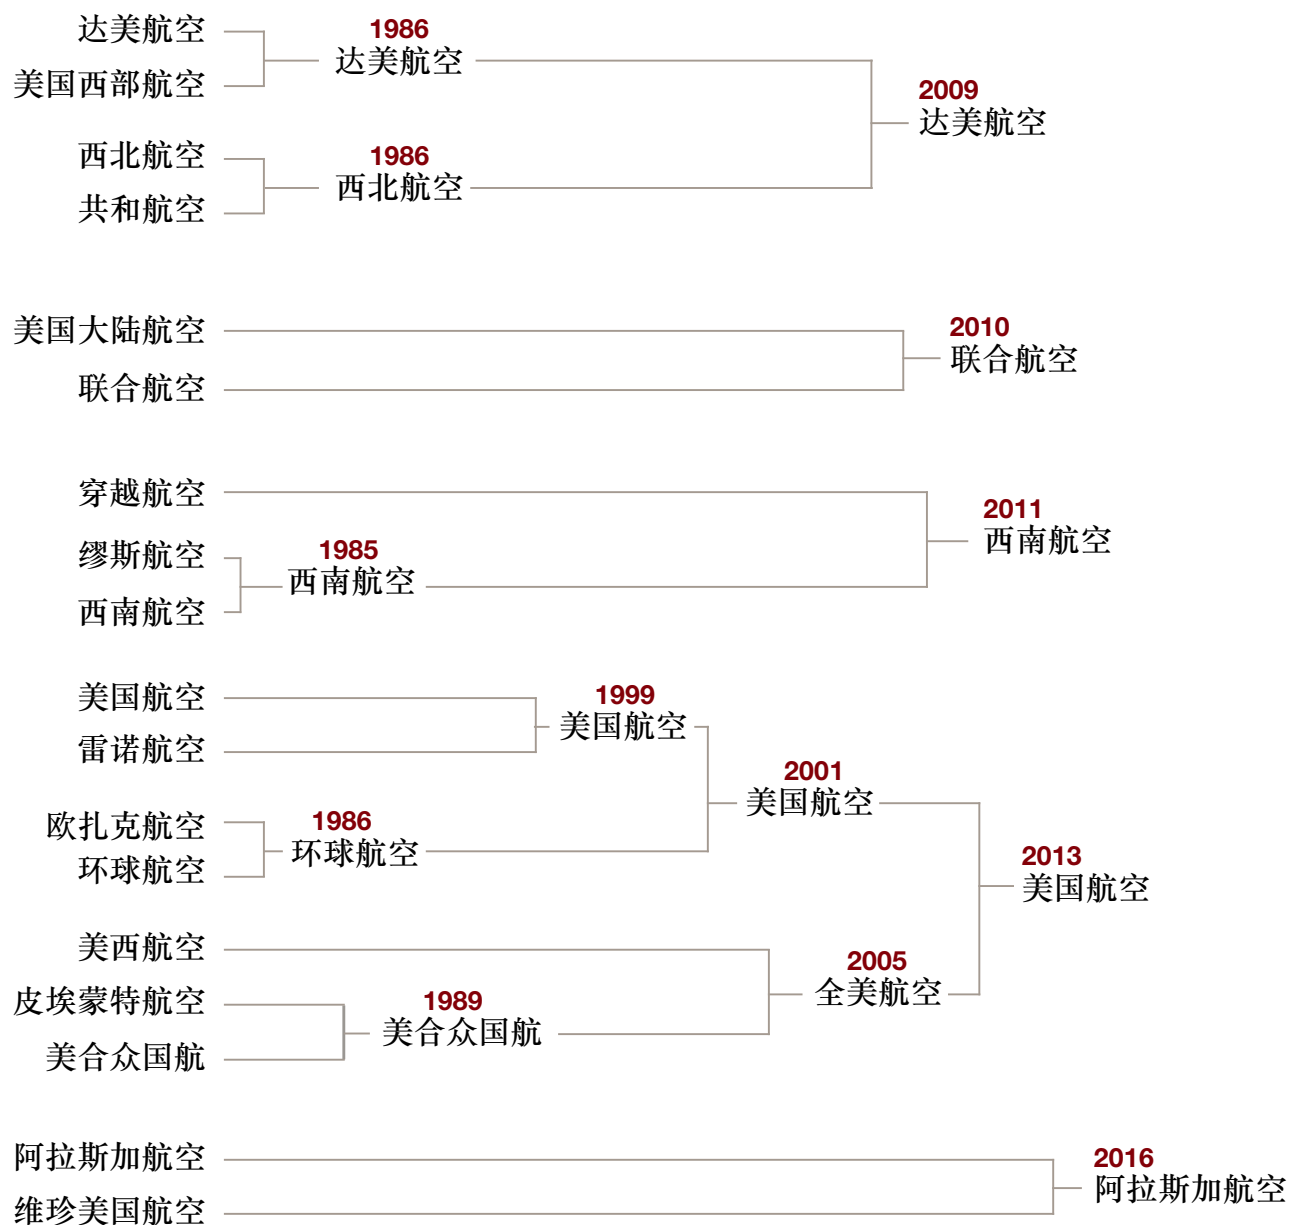 达美航空
美国西部航空
1986
达美航空
西北航空
共和航空
1986
西北航空
2009
达美航空
美国大陆航空
联合航空
2010
联合航空
穿越航空
缪斯航空
西南航空
1985
西南航空
2011
西南航空
美国航空
雷诺航空
1999
美国航空
欧扎克航空
环球航空
1986
环球航空
2001
美国航空
美西航空
皮埃蒙特航空
美合众国航
1989
美合众国航
2005
全美航空
2013
美国航空
阿拉斯加航空
维珍美国航空
2016
阿拉斯加航空